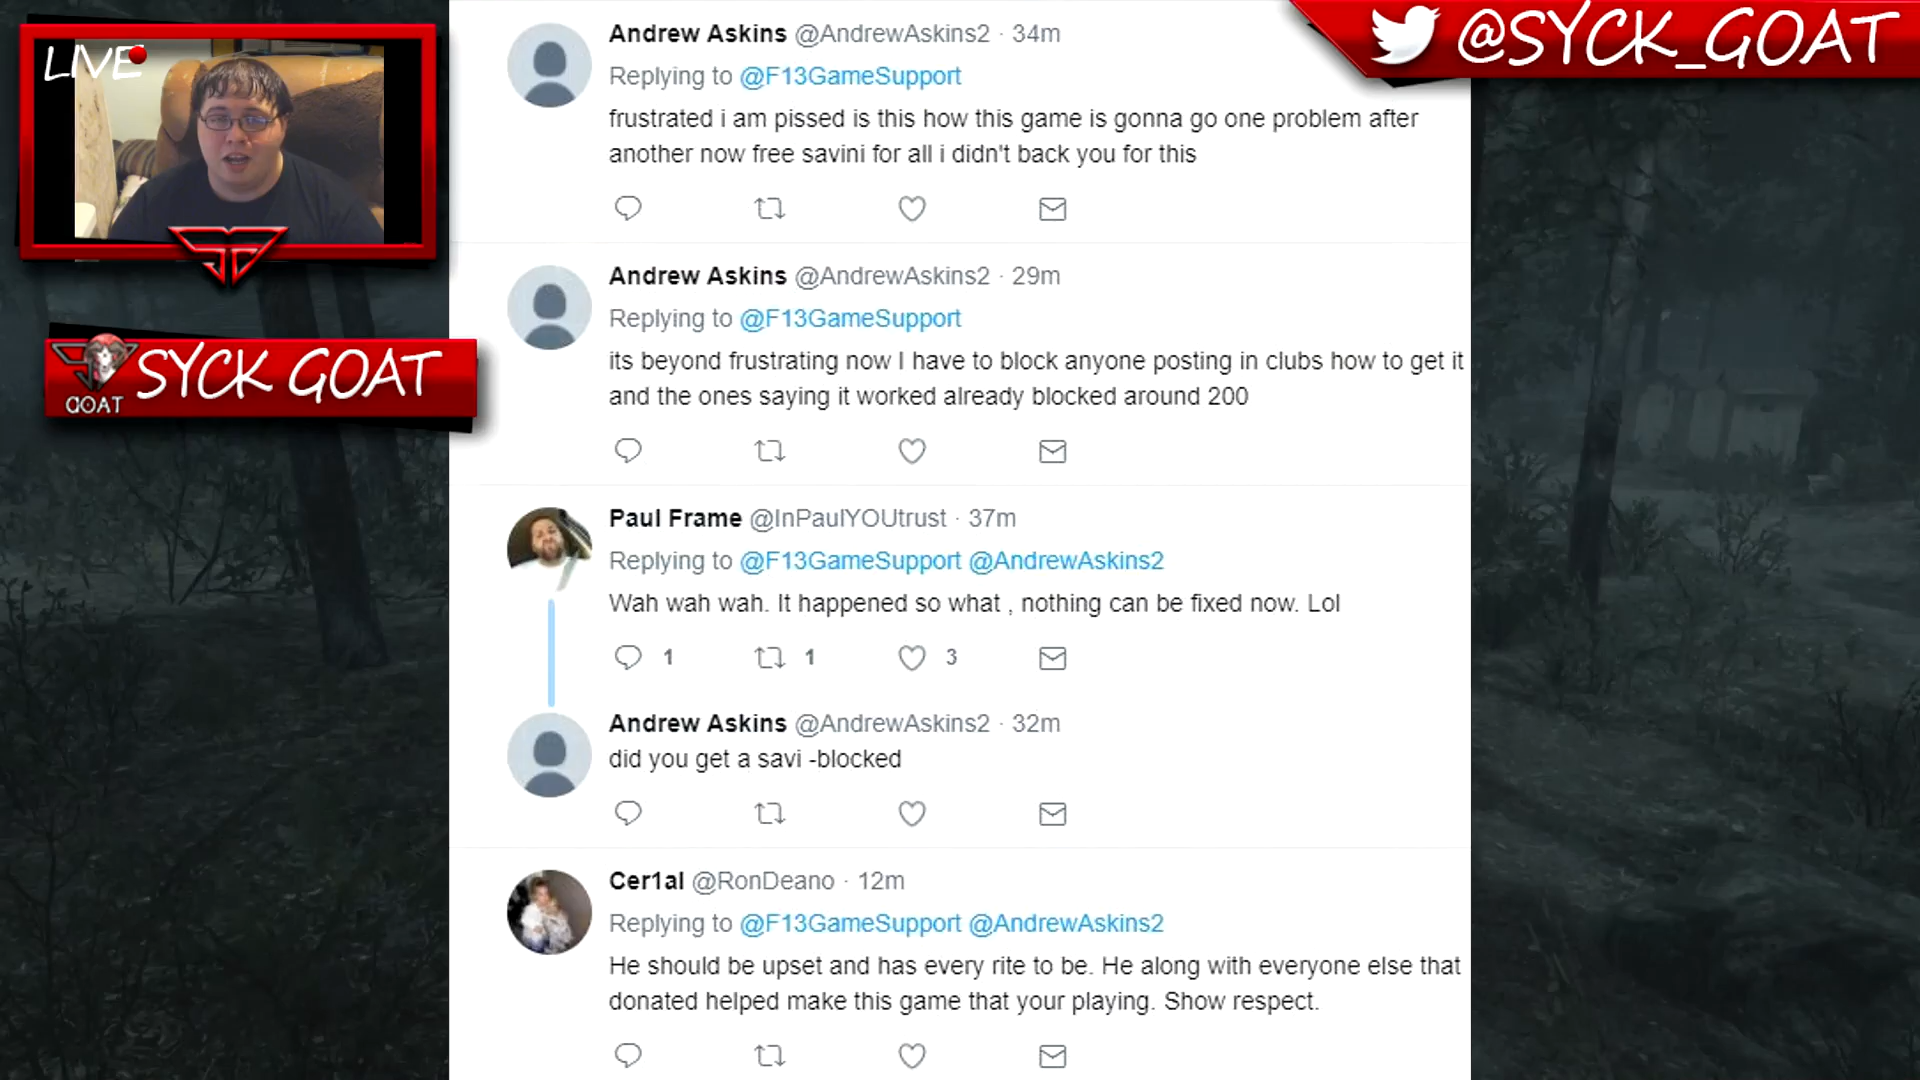 LIVE
@SYCK_GOAT
GOAT
SYCK GOAT
Andrew Askins @AndrewAskins2 · 34m
Replying to @F13GameSupport
frustrated i am pissed is this how this game is gonna go one problem after
another now free savini for all i didn't back you for this
Andrew Askins @AndrewAskins2 · 29m
Replying to @F13GameSupport
its beyond frustrating now I have to block anyone posting in clubs how to get it
and the ones saying it worked already blocked around 200
Paul Frame @InPaulYOUtrust · 37m
Replying to @F13GameSupport @AndrewAskins2
Wah wah wah. It happened so what , nothing can be fixed now. Lol
1 1 3
Andrew Askins @AndrewAskins2 · 32m
did you get a savi -blocked
Cer1al @RonDeano · 12m
Replying to @F13GameSupport @AndrewAskins2
He should be upset and has every rite to be. He along with everyone else that
donated helped make this game that your playing. Show respect.